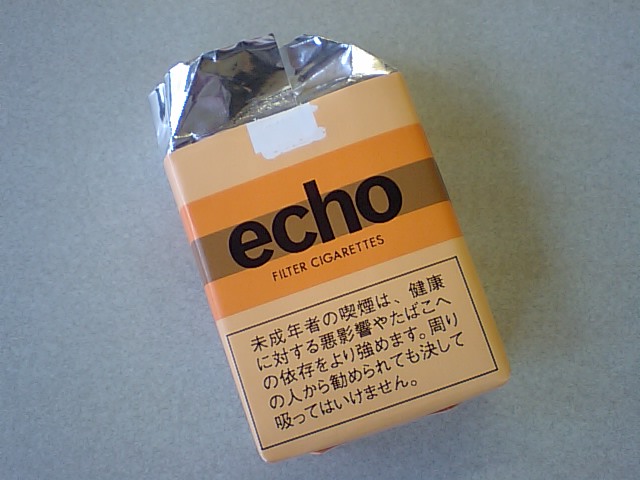 echo
FILTER CIGARETTES
未成年者の喫煙は、健康
に対する悪影響やたばこへ
の依存をより強めます。周り
の人から勧められても決して
吸ってはいけません。